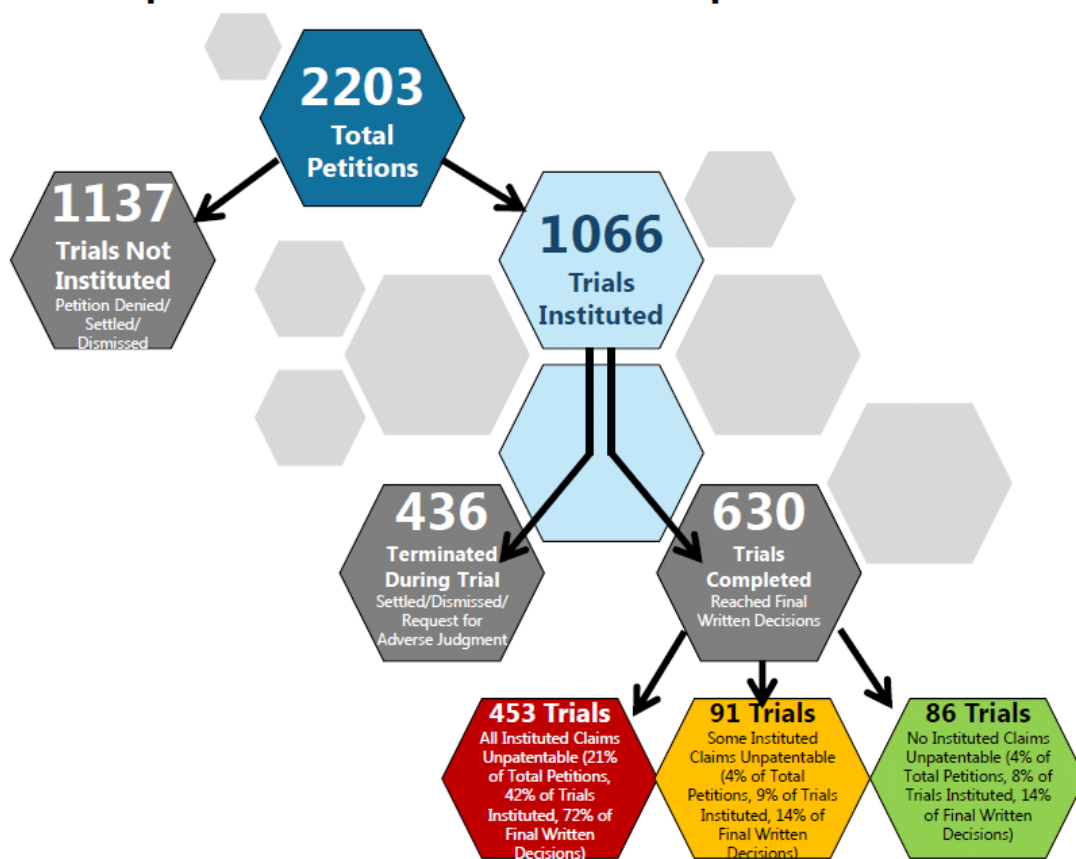 2203
Total
Petitions
1137
Trials Not
Instituted
Petition Denied/
Settled/
Dismissed
1066
Trials
Instituted
436
Terminated
During Trial
Settled/Dismissed/
Request for
Adverse Judgment
630
Trials
Completed
Reached Final
Written Decisions
453 Trials
All Instituted Claims
Unpatentable (21%
of Total Petitions,
42% of Trials
Instituted, 72% of
Final Written
Decisions)
91 Trials
Some Instituted
Claims Unpatentable
(4% of Total
Petitions, 9% of Trials
Instituted, 14% of
Final Written
Decisions)
86 Trials
No Instituted Claims
Unpatentable (4% of
Total Petitions, 8% of
Trials Instituted, 14%
of Final Written
Decisions)